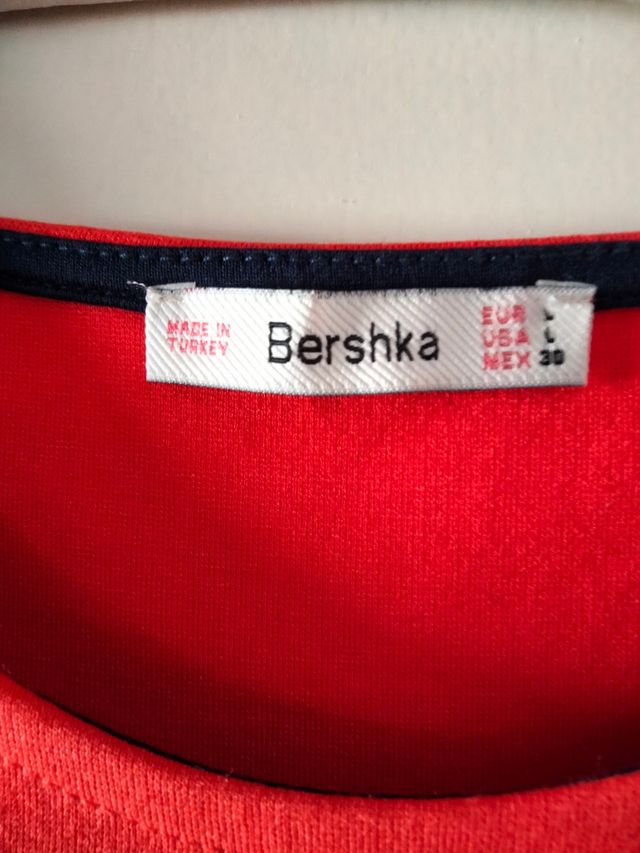 MADE IN
TURKEY
Bershka
EUR L
USA L
MEX 30